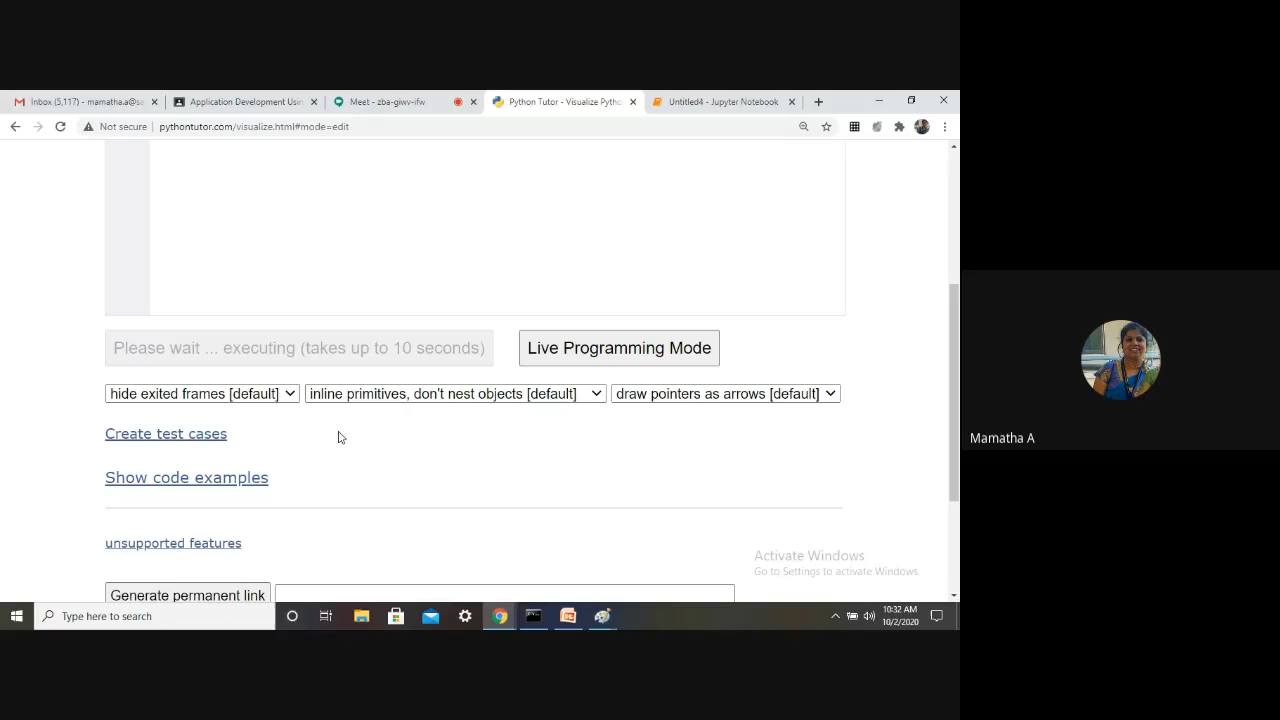 Inbox (5,117) - mamatha.a@sa
Application Development Usin
Meet - zba-giwv-ifw
Python Tutor - Visualize Pytho
Untitled4 - Jupyter Notebook
Not secure
pythontutor.com/visualize.html#mode=edit
Please wait ... executing (takes up to 10 seconds)
Live Programming Mode
hide exited frames [default]
inline primitives, don't nest objects [default]
draw pointers as arrows [default]
Create test cases
Mamatha A
Show code examples
unsupported features
Activate Windows
Go to Settings to activate Windows.
Generate permanent link
Type here to search
10:32 AM
10/2/2020